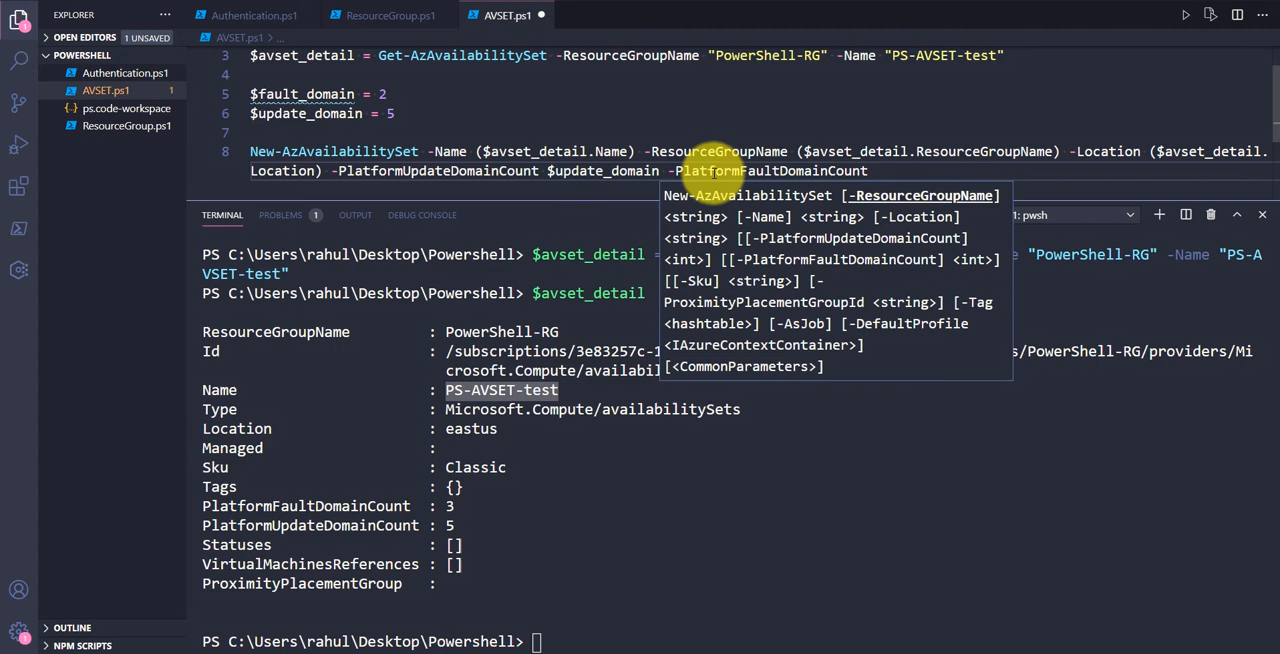 EXPLORER ...
Authentication.ps1 ResourceGroup.ps1 AVSET.ps1
OPEN EDITORS 1 UNSAVED
AVSET.ps1 > ...
POWERSHELL
Authentication.ps1
AVSET.ps1 1
ps.code-workspace
ResourceGroup.ps1
OUTLINE
NPM SCRIPTS
1
1
3 $avset_detail = Get-AzAvailabilitySet -ResourceGroupName "PowerShell-RG" -Name "PS-AVSET-test"
4
5 $fault_domain = 2
6 $update_domain = 5
7
8 New-AzAvailabilitySet -Name ($avset_detail.Name) -ResourceGroupName ($avset_detail.ResourceGroupName) -Location ($avset_detail.
Location) -PlatformUpdateDomainCount $update_domain -PlatformFaultDomainCount
New-AzAvailabilitySet [-ResourceGroupName]
<string> [-Name] <string> [-Location]
<string> [[-PlatformUpdateDomainCount]
<int>] [[-PlatformFaultDomainCount] <int>]
[[-Sku] <string>] [-
ProximityPlacementGroupId <string>] [-Tag
<hashtable>] [-AsJob] [-DefaultProfile
<IAzureContextContainer>]
[<CommonParameters>]
TERMINAL PROBLEMS 1 OUTPUT DEBUG CONSOLE 1: pwsh
PS C:\Users\rahul\Desktop\Powershell> $avset_detail = e "PowerShell-RG" -Name "PS-A
VSET-test"
PS C:\Users\rahul\Desktop\Powershell> $avset_detail
ResourceGroupName : PowerShell-RG
Id : /subscriptions/3e83257c-1 s/PowerShell-RG/providers/Mi
crosoft.Compute/availabil
Name : PS-AVSET-test
Type : Microsoft.Compute/availabilitySets
Location : eastus
Managed :
Sku : Classic
Tags : {}
PlatformFaultDomainCount : 3
PlatformUpdateDomainCount : 5
Statuses : []
VirtualMachinesReferences : []
ProximityPlacementGroup :
PS C:\Users\rahul\Desktop\Powershell>